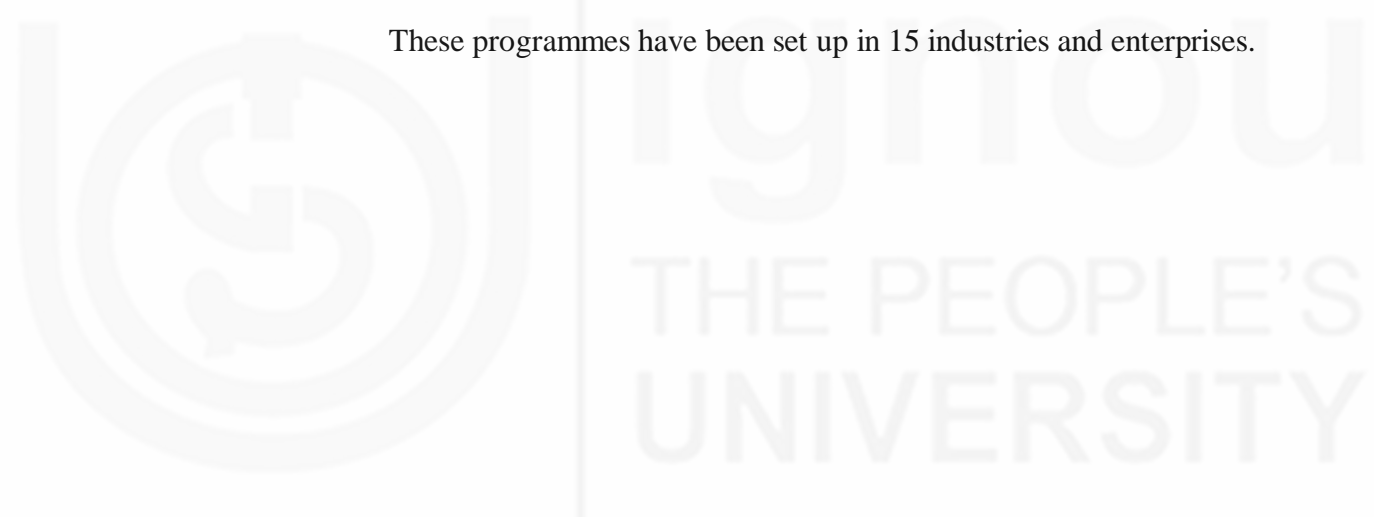 These programmes have been set up in 15 industries and enterprises.
ignou
THE PEOPLE'S
UNIVERSITY